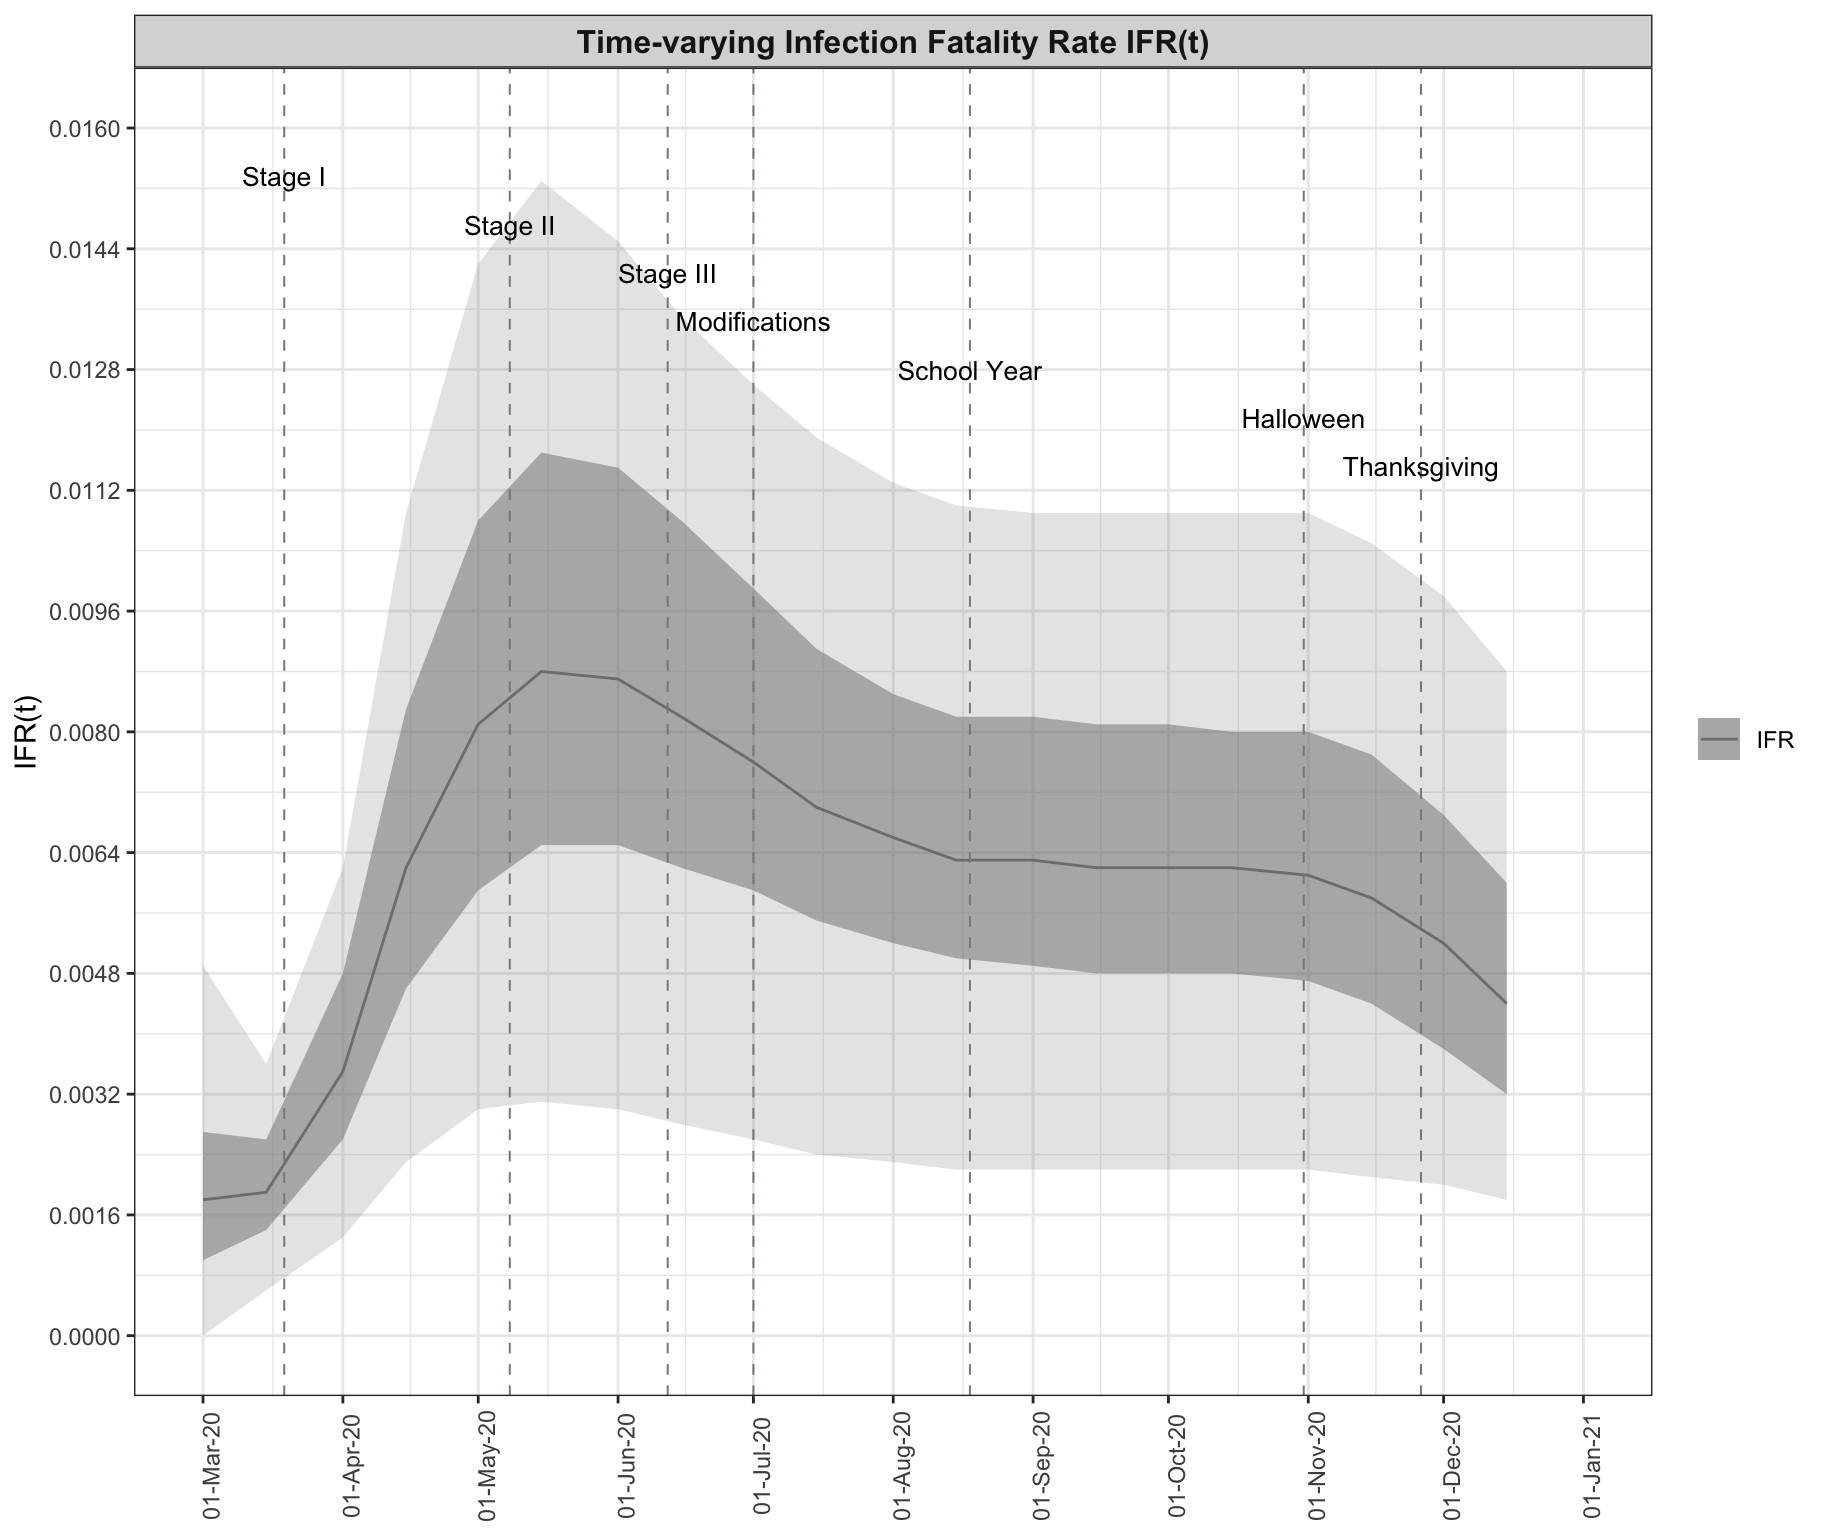 Time-varying Infection Fatality Rate IFR(t)
0.0160
Stage I
Stage II
0.0144
Stage III
Modifications
0.0128
School Year
Halloween
Thanksgiving
0.0112
0.0096
0.0080
IFR(t)
IFR
0.0064
0.0048
0.0032
0.0016
0.0000
01-Mar-20
01-Apr-20
01-May-20
01-Jun-20
01-Jul-20
01-Aug-20
01-Sep-20
01-Oct-20
01-Nov-20
01-Dec-20
01-Jan-21